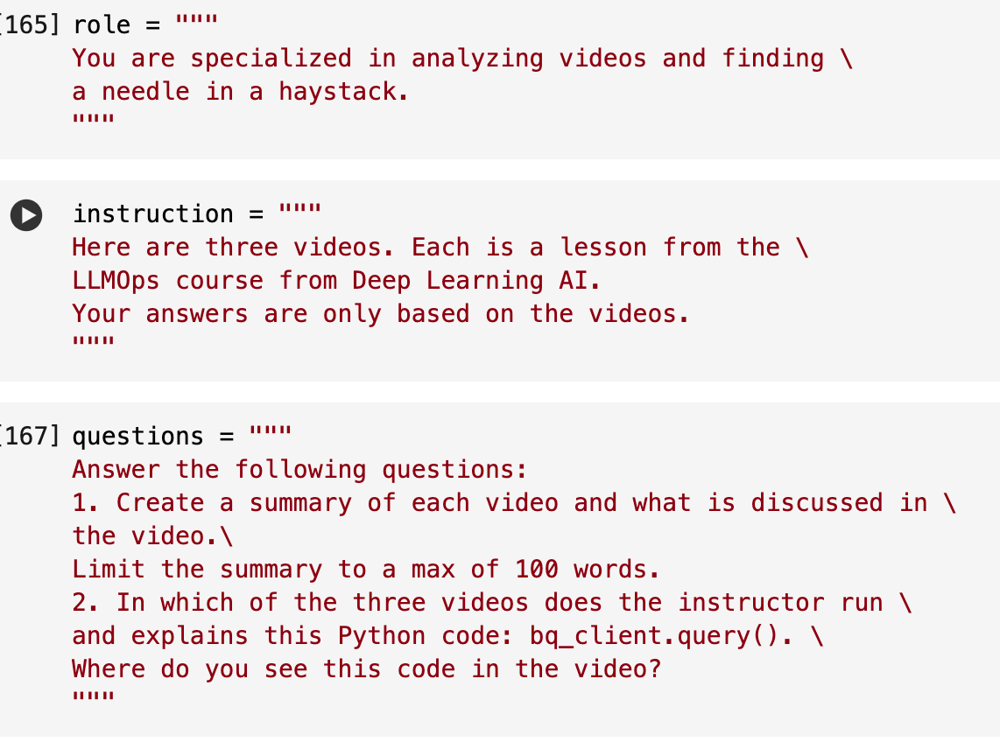 [165] role = """
You are specialized in analyzing videos and finding \
a needle in a haystack.
"""
instruction = """
Here are three videos. Each is a lesson from the \
LLMOps course from Deep Learning AI.
Your answers are only based on the videos.
"""
[167] questions = """
Answer the following questions:
1. Create a summary of each video and what is discussed in \
the video.\
Limit the summary to a max of 100 words.
2. In which of the three videos does the instructor run \
and explains this Python code: bq_client.query(). \
Where do you see this code in the video?
"""